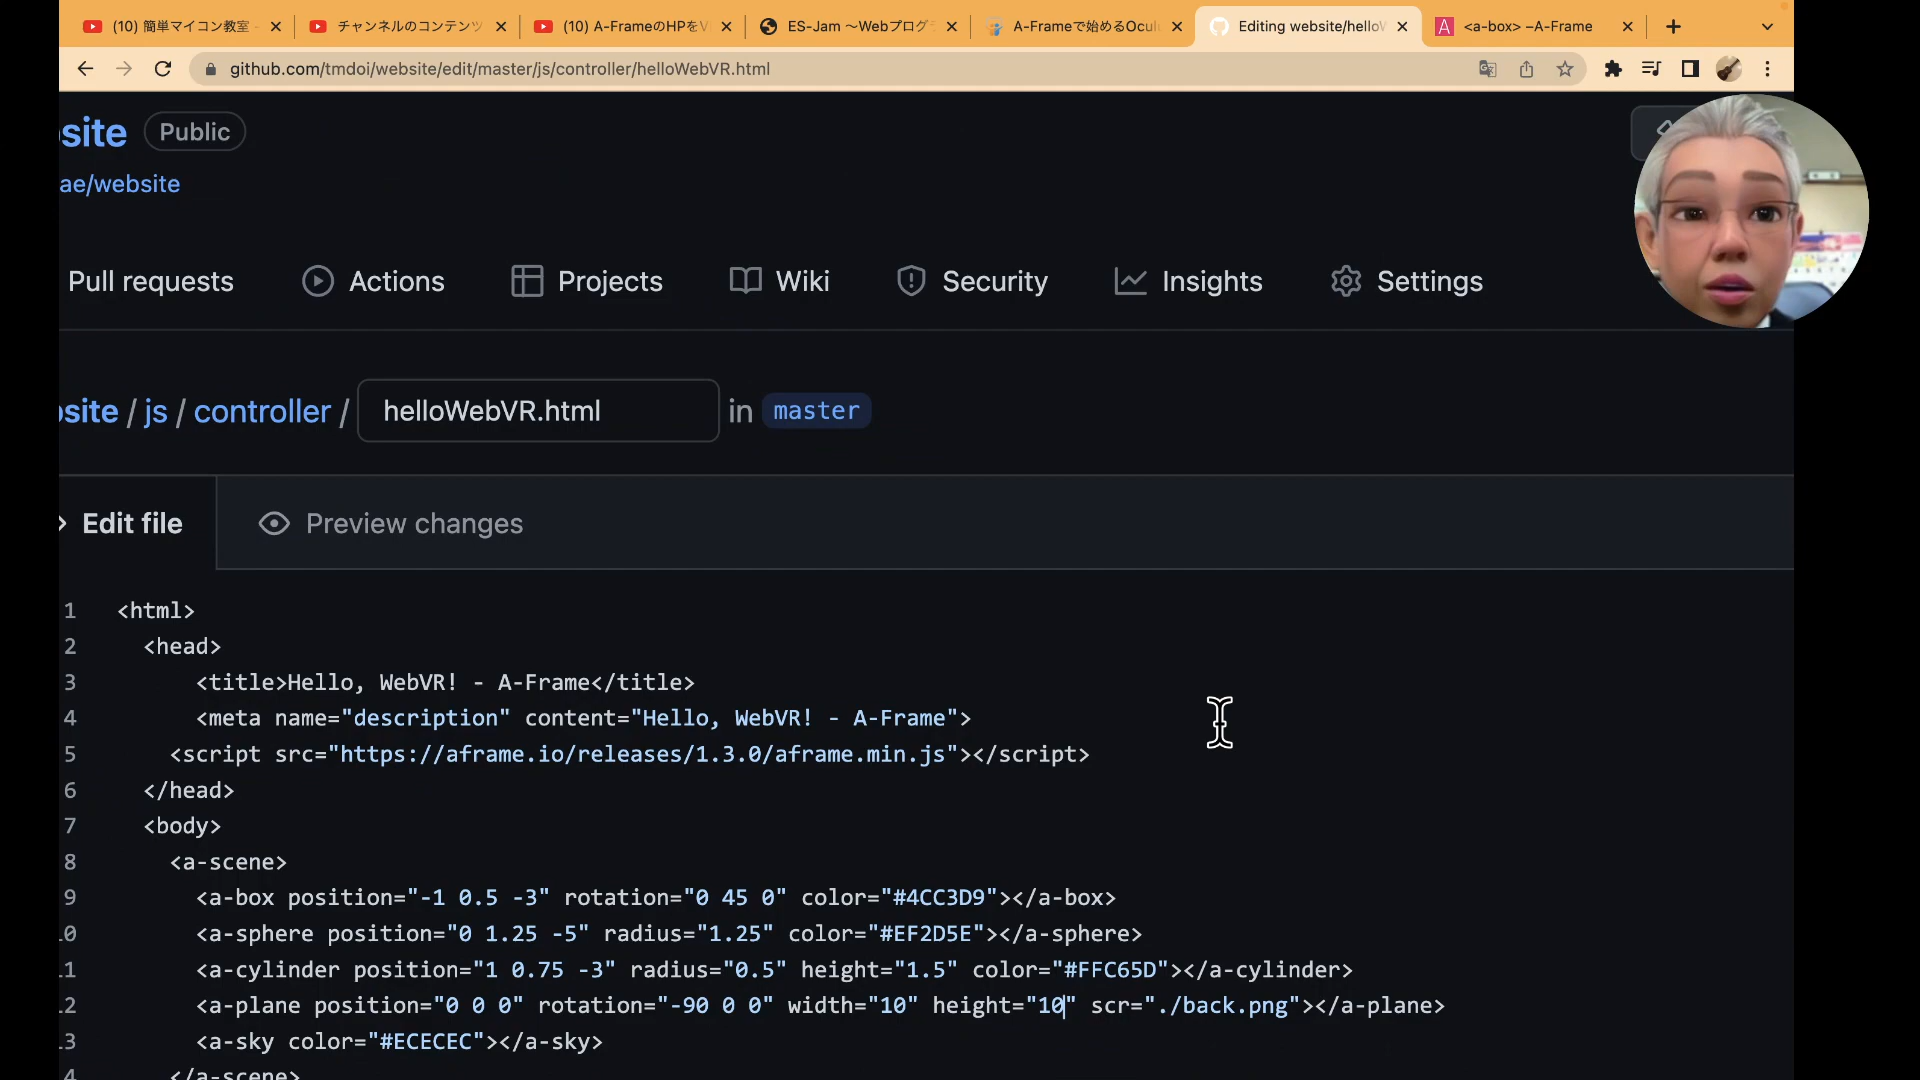 (10) 簡単マイコン教室 -
チャンネルのコンテンツ
(10) A-FrameのHPをV
ES-Jam 〜Webプログラ
A-Frameで始めるOcul
Editing website/helloW
<a-box> –A-Frame
github.com/tmdoi/website/edit/master/js/controller/helloWebVR.html
site Public
ae/website
Pull requests Actions Projects Wiki Security Insights Settings
site / js / controller / helloWebVR.html in master
Edit file Preview changes
1 <html>
2 <head>
3 <title>Hello, WebVR! - A-Frame</title>
4 <meta name="description" content="Hello, WebVR! - A-Frame">
5 <script src="https://aframe.io/releases/1.3.0/aframe.min.js"></script>
6 </head>
7 <body>
8 <a-scene>
9 <a-box position="-1 0.5 -3" rotation="0 45 0" color="#4CC3D9"></a-box>
10 <a-sphere position="0 1.25 -5" radius="1.25" color="#EF2D5E"></a-sphere>
11 <a-cylinder position="1 0.75 -3" radius="0.5" height="1.5" color="#FFC65D"></a-cylinder>
12 <a-plane position="0 0 0" rotation="-90 0 0" width="10" height="10" scr="./back.png"></a-plane>
13 <a-sky color="#ECECEC"></a-sky>
4 </a-scene>